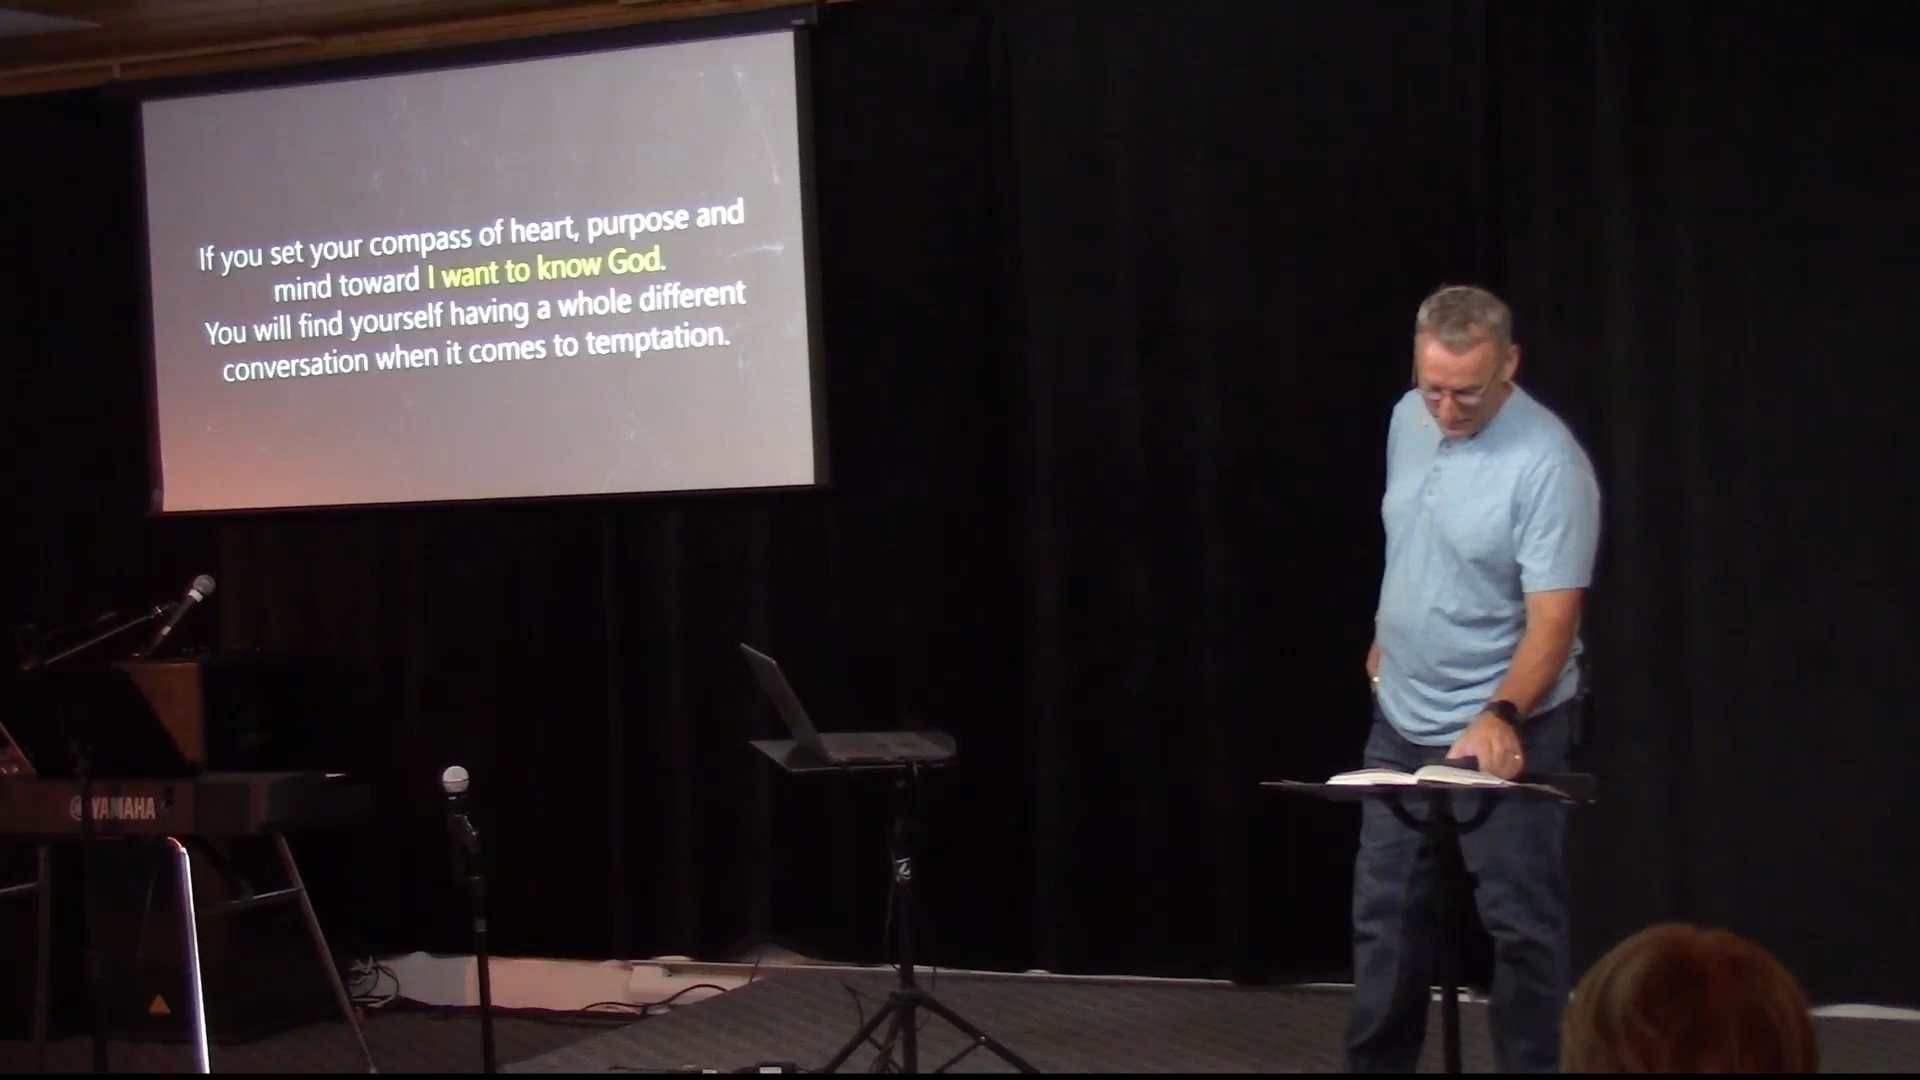 If you set your compass of heart, purpose and
mind toward I want to know God.
You will find yourself having a whole different
conversation when it comes to temptation.
YAMAHA